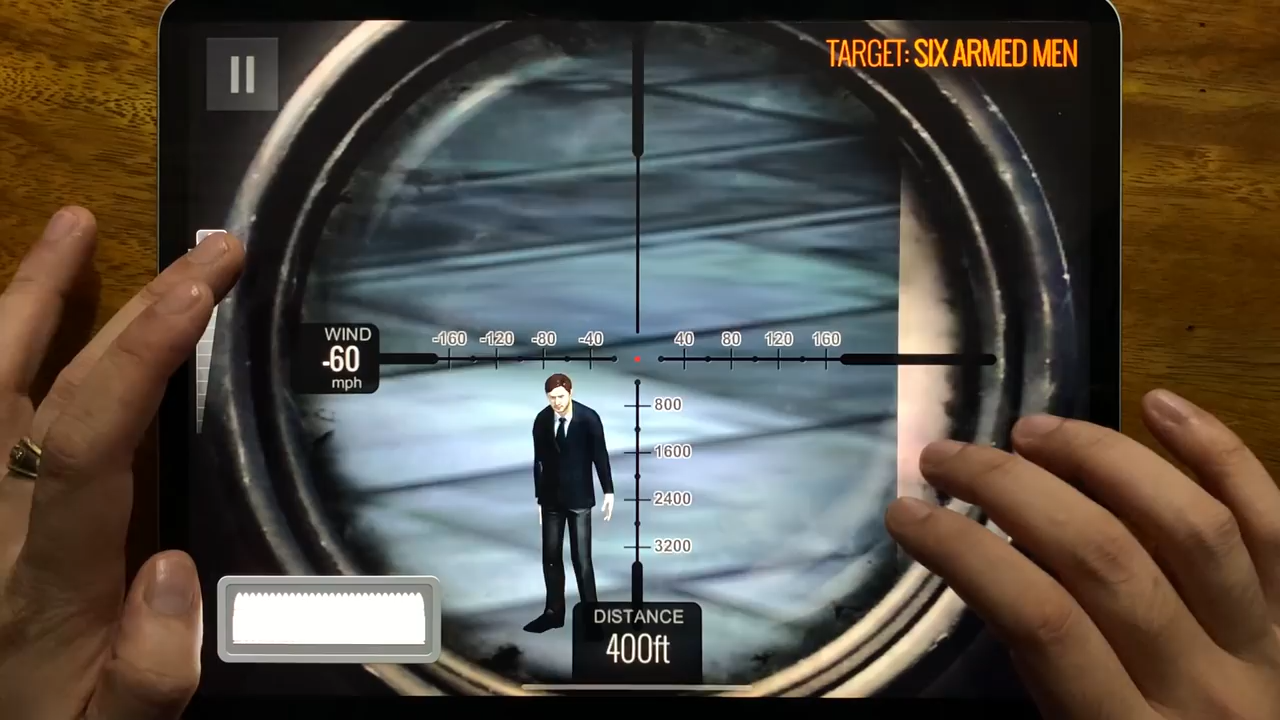 TARGET: SIX ARMED MEN
WIND
-60
mph
-160 -120 -80 -40 40 80 120 160
800
1600
2400
3200
DISTANCE
400ft